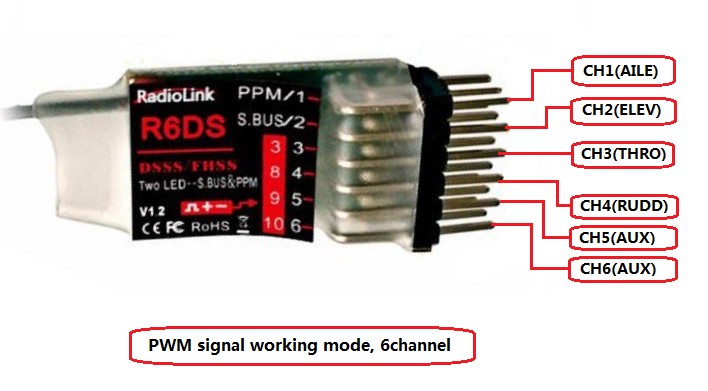 RadioLink
R6DS
DSSS/FHSS
Two LED--S.BUS&PPM
V1.2
CE FC RoHS
PPM/1
S.BUS/2
3 3
8 4
9 5
10 6
CH1(AILE)
CH2(ELEV)
CH3(THRO)
CH4(RUDD)
CH5(AUX)
CH6(AUX)
PWM signal working mode, 6channel